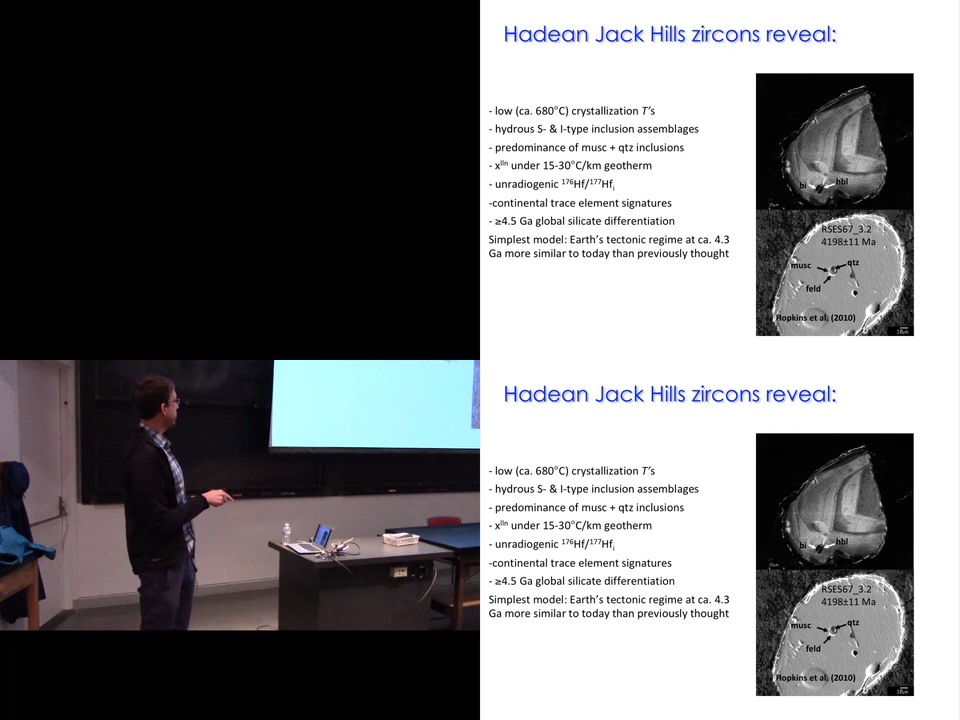 Hadean Jack Hills zircons reveal:
- low (ca. 680°C) crystallization T's
- hydrous S- & I-type inclusion assemblages
- predominance of musc + qtz inclusions
- xˡˡⁿ under 15-30°C/km geotherm
- unradiogenic ¹⁷⁶Hf/¹⁷⁷Hfᵢ
-continental trace element signatures
- ≥4.5 Ga global silicate differentiation
Simplest model: Earth's tectonic regime at ca. 4.3
Ga more similar to today than previously thought
bi
hbl
RSES67_3.2
4198±11 Ma
musc
qtz
feld
Hopkins et al. (2010)
Hadean Jack Hills zircons reveal:
- low (ca. 680°C) crystallization T's
- hydrous S- & I-type inclusion assemblages
- predominance of musc + qtz inclusions
- xˡˡⁿ under 15-30°C/km geotherm
- unradiogenic ¹⁷⁶Hf/¹⁷⁷Hfᵢ
-continental trace element signatures
- ≥4.5 Ga global silicate differentiation
Simplest model: Earth's tectonic regime at ca. 4.3
Ga more similar to today than previously thought
bi
hbl
RSES67_3.2
4198±11 Ma
musc
qtz
feld
Hopkins et al. (2010)